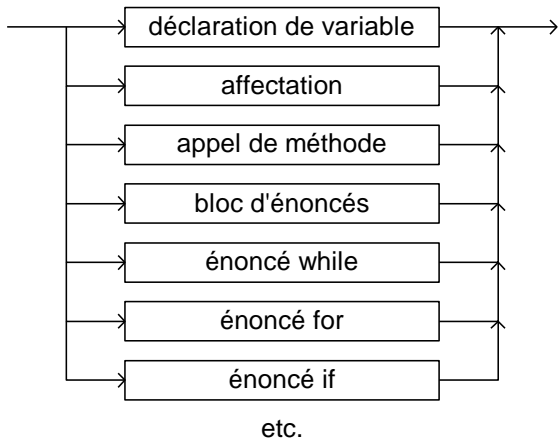 déclaration de variable
affectation
appel de méthode
bloc d'énoncés
énoncé while
énoncé for
énoncé if
etc.